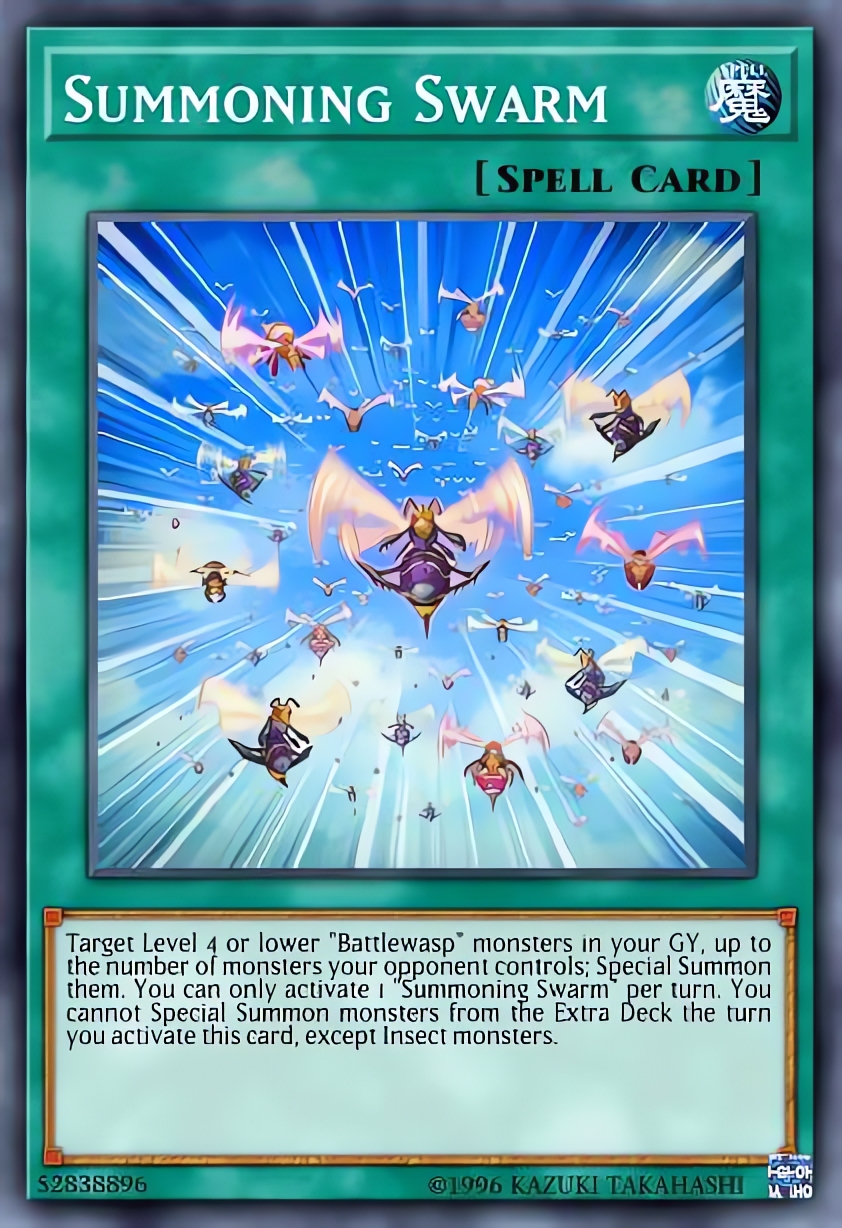 SUMMONING SWARM
魔
[SPELL CARD]
Target Level 4 or lower "Battlewasp" monsters in your GY, up to
the number of monsters your opponent controls; Special Summon
them. You can only activate 1 "Summoning Swarm" per turn. You
cannot Special Summon monsters from the Extra Deck the turn
you activate this card, except Insect monsters.
52838896
©1996 KAZUKI TAKAHASHI